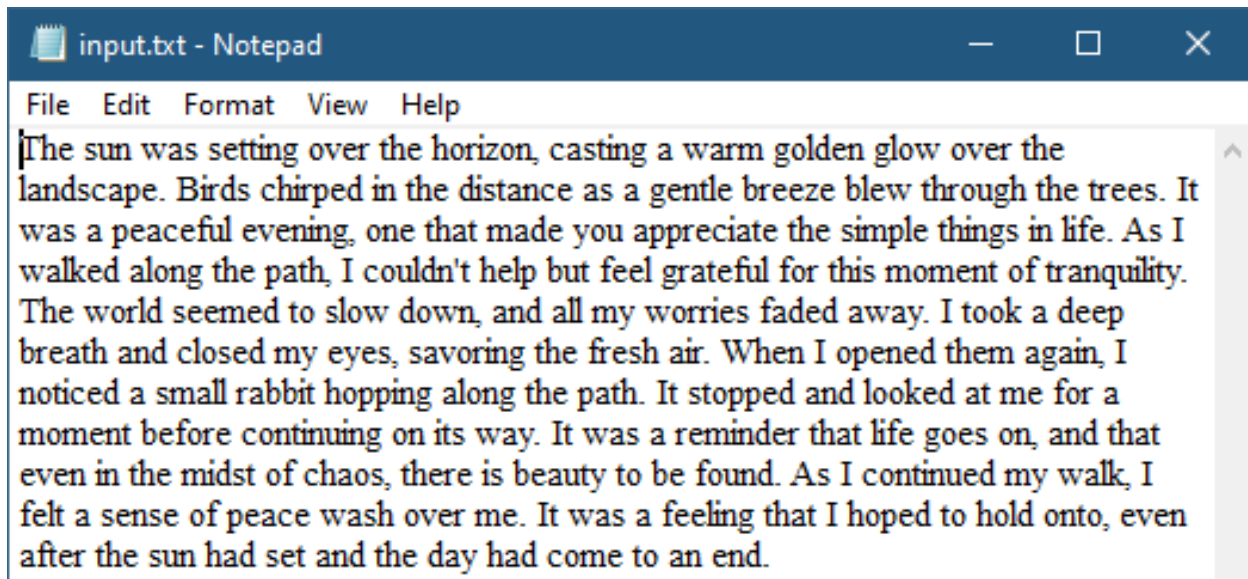 input.txt - Notepad
File Edit Format View Help
The sun was setting over the horizon, casting a warm golden glow over the
landscape. Birds chirped in the distance as a gentle breeze blew through the trees. It
was a peaceful evening, one that made you appreciate the simple things in life. As I
walked along the path, I couldn't help but feel grateful for this moment of tranquility.
The world seemed to slow down, and all my worries faded away. I took a deep
breath and closed my eyes, savoring the fresh air. When I opened them again, I
noticed a small rabbit hopping along the path. It stopped and looked at me for a
moment before continuing on its way. It was a reminder that life goes on, and that
even in the midst of chaos, there is beauty to be found. As I continued my walk, I
felt a sense of peace wash over me. It was a feeling that I hoped to hold onto, even
after the sun had set and the day had come to an end.